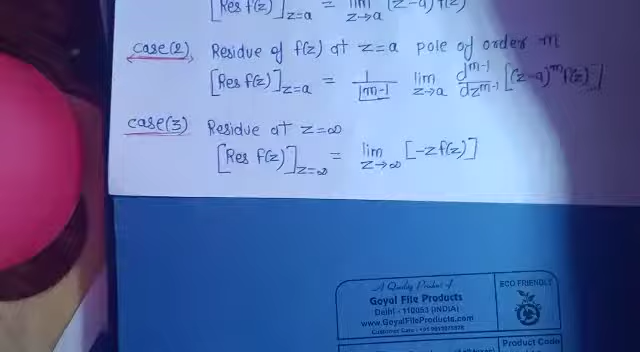 [Res f(z)]z=a = lim z→a (z-a) f(z)
case(2) Residue of f(z) at z=a pole of order m
[Res f(z)]z=a = 1/|m-1 lim z→a d^m-1/dz^m-1 [(z-a)^m f(z)]
case(3) Residue at z=∞
[Res f(z)]z=∞ = lim z→∞ [-zf(z)]
A Quality Product of
Goyal File Products
Delhi - 110053 (INDIA)
www.GoyalFileProducts.com
ECO FRIENDLY
Product Code